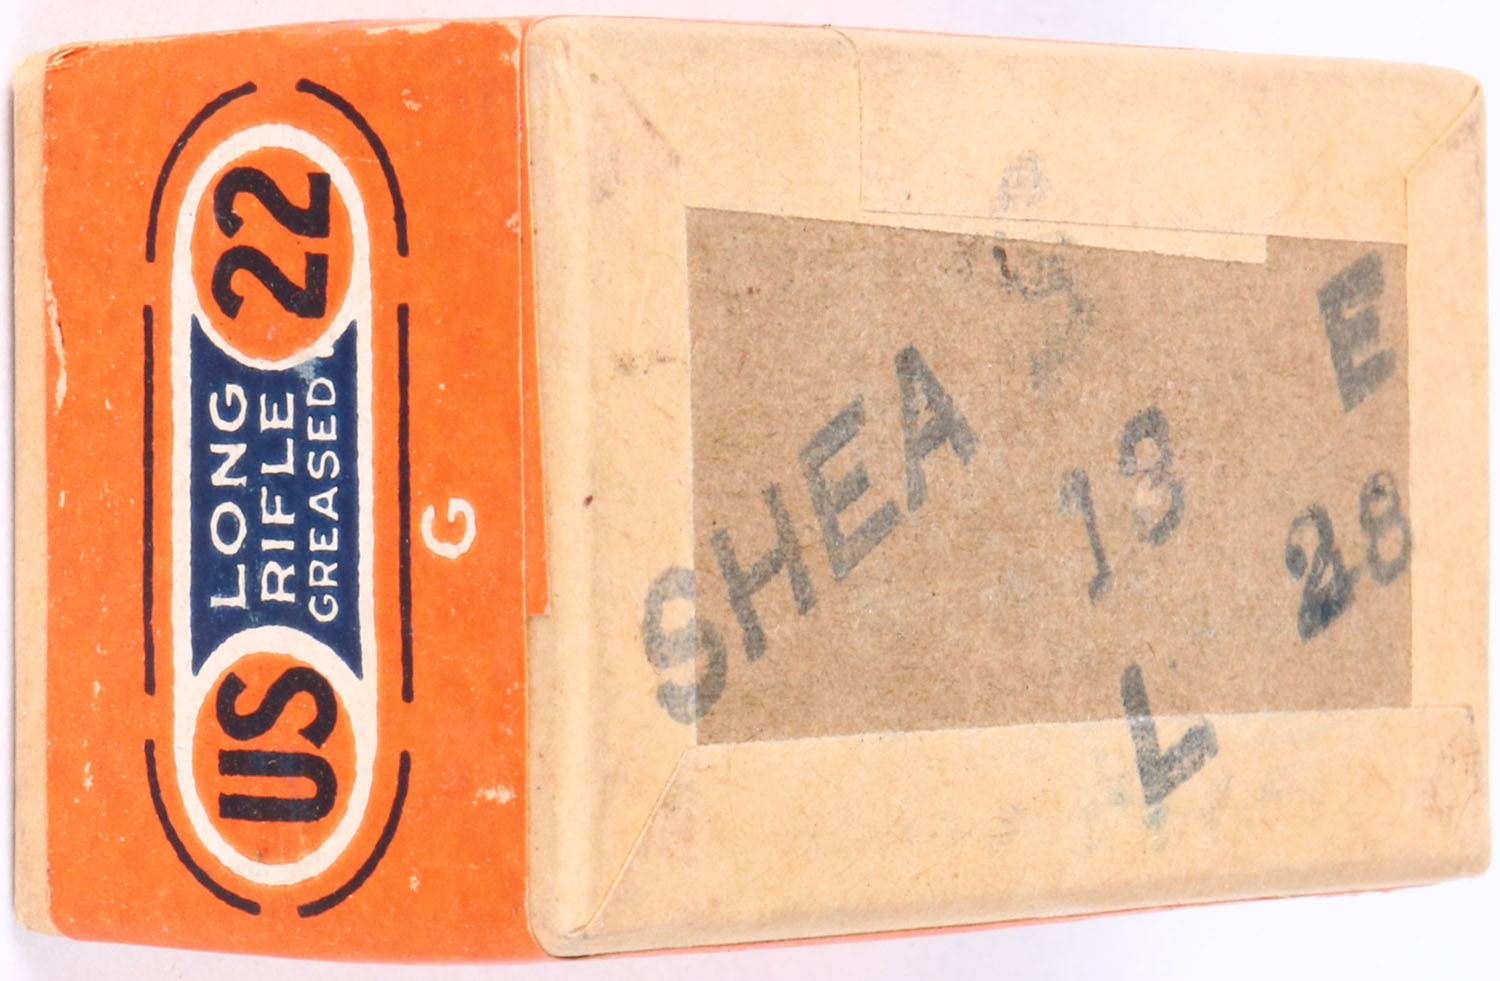 US
LONG
RIFLE
GREASED
22
G
SHEA
13
L
28
E